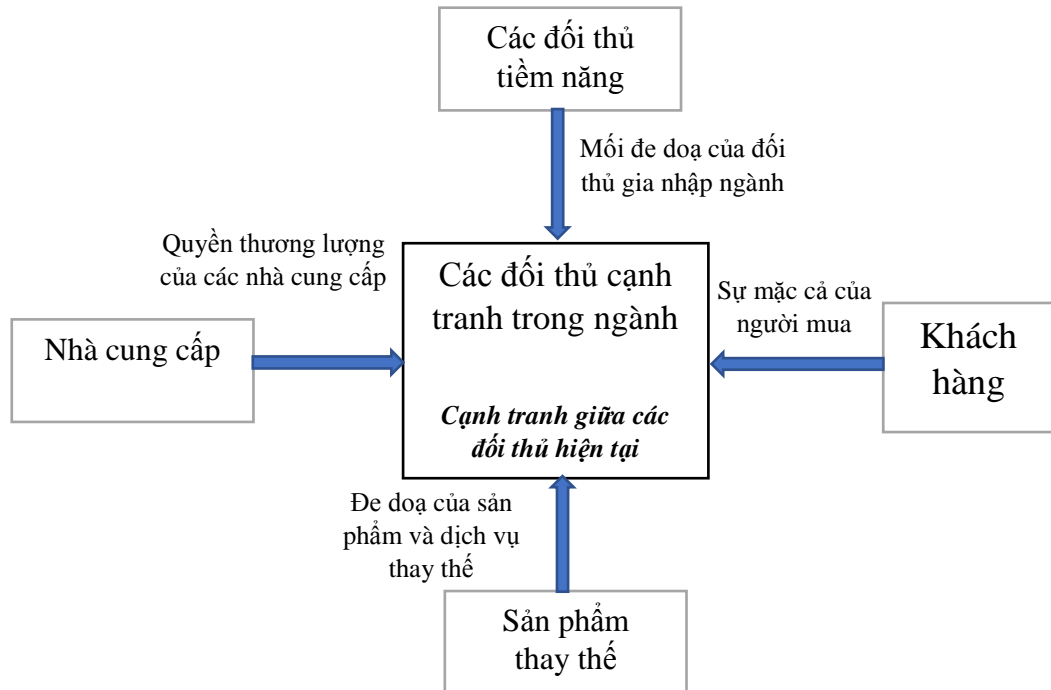 Các đối thủ
tiềm năng
Mối đe doạ của đối
thủ gia nhập ngành
Quyền thương lượng
của các nhà cung cấp
Các đối thủ cạnh
tranh trong ngành
Sự mặc cả của
người mua
Nhà cung cấp
Khách
hàng
Cạnh tranh giữa các
đối thủ hiện tại
Đe doạ của sản
phẩm và dịch vụ
thay thế
Sản phẩm
thay thế